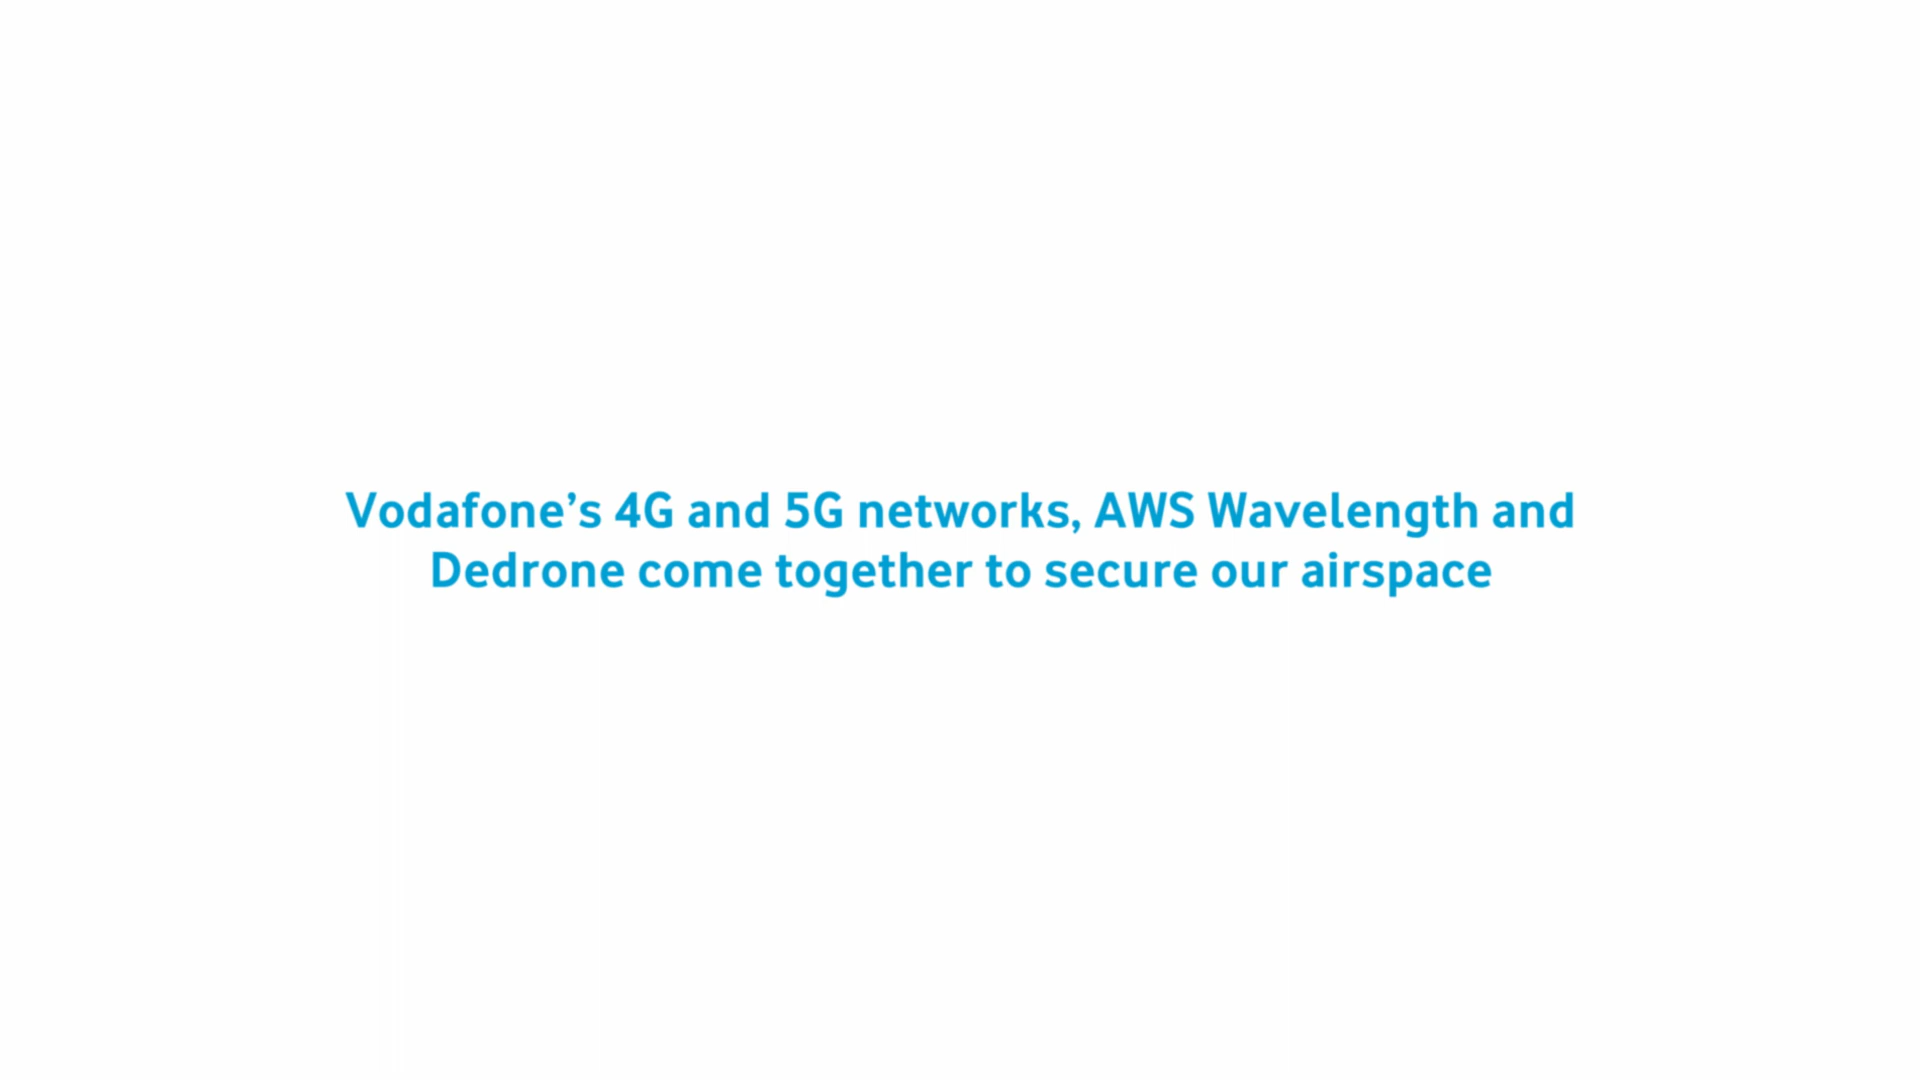 Vodafone’s 4G and 5G networks, AWS Wavelength and
Dedrone come together to secure our airspace